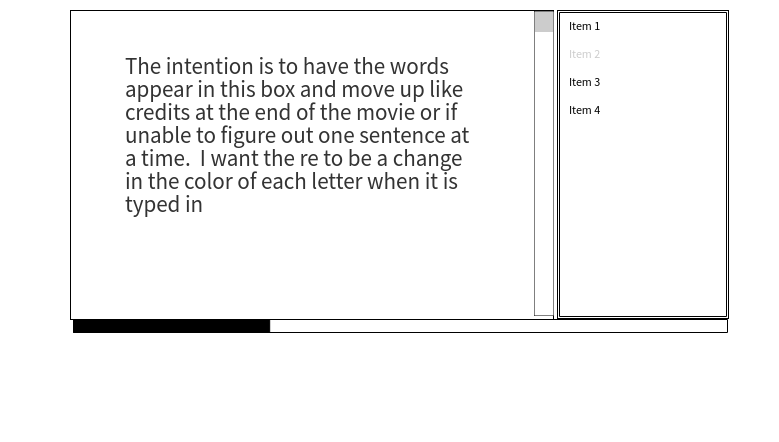 The intention is to have the words
appear in this box and move up like
credits at the end of the movie or if
unable to figure out one sentence at
a time.  I want the re to be a change
in the color of each letter when it is
typed in
Item 1
Item 2
Item 3
Item 4